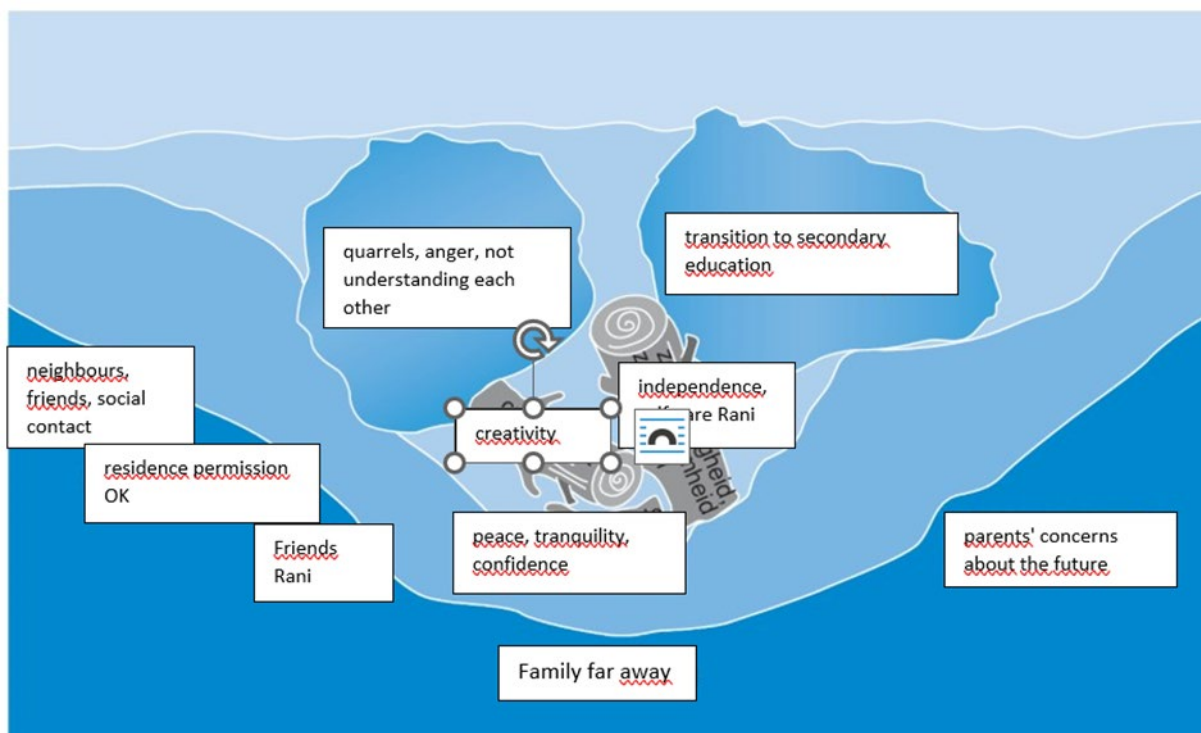 quarrels, anger, not
understanding each
other
transition to secondary
education
neighbours,
friends, social
contact
independence,
Rani
creativity
residence permission
OK
Friends
Rani
peace, tranquility,
confidence
parents' concerns
about the future
Family far away